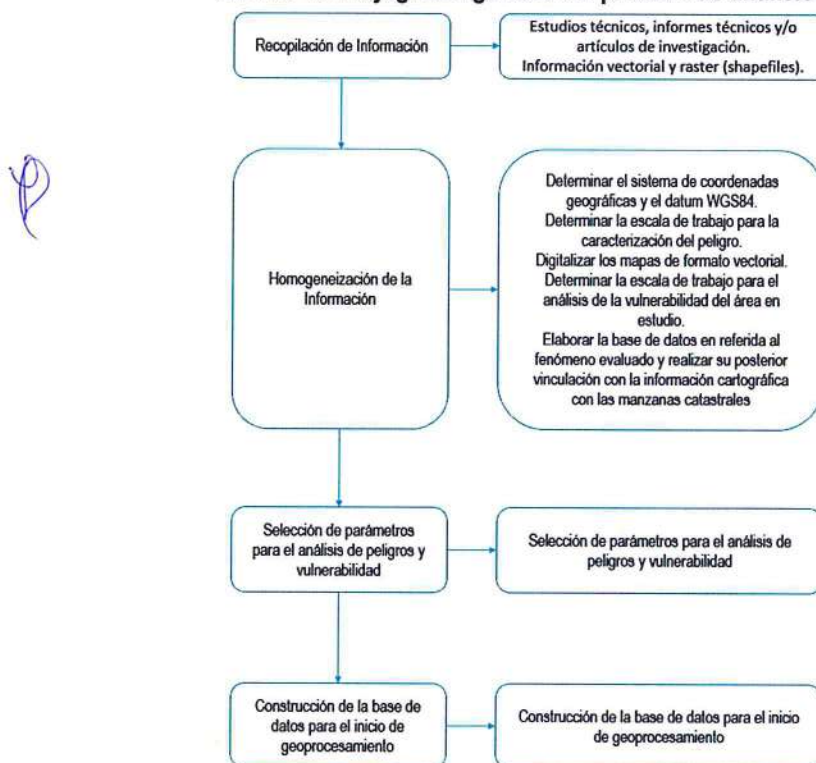 Recopilación de Información
Estudios técnicos, informes técnicos y/o
artículos de investigación.
Información vectorial y raster (shapefiles).
Homogeneización de la
Información
Determinar el sistema de coordenadas
geográficas y el datum WGS84.
Determinar la escala de trabajo para la
caracterización del peligro.
Digitalizar los mapas de formato vectorial.
Determinar la escala de trabajo para el
análisis de la vulnerabilidad del área en
estudio.
Elaborar la base de datos en referida al
fenómeno evaluado y realizar su posterior
vinculación con la información cartográfica
con las manzanas catastrales
Selección de parámetros
para el análisis de peligros y
vulnerabilidad
Selección de parámetros para el análisis de
peligros y vulnerabilidad
Construcción de la base de
datos para el inicio de
geoprocesamiento
Construcción de la base de datos para el inicio
de geoprocesamiento